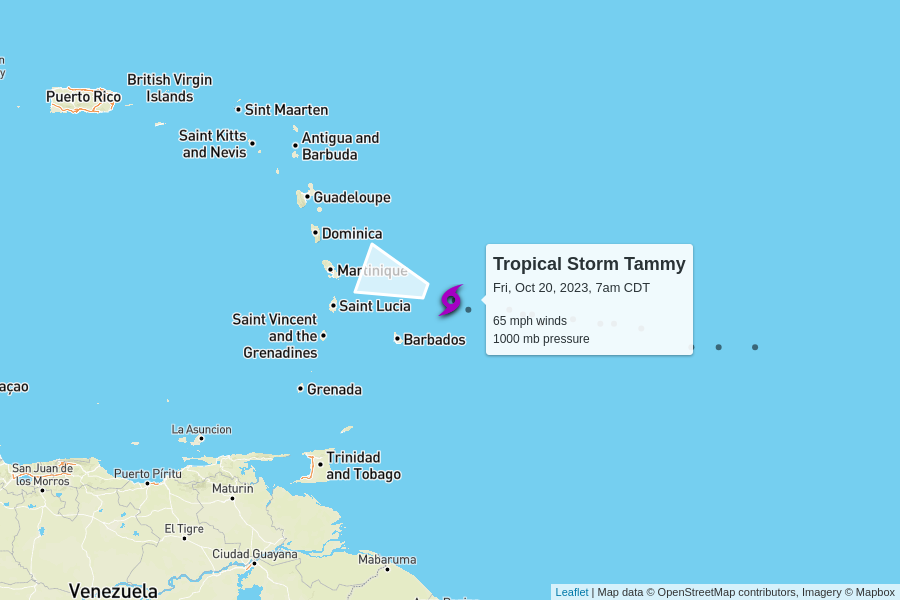 n
y
Puerto Rico
British Virgin
Islands
Sint Maarten
Saint Kitts
and Nevis
Antigua and
Barbuda
Guadeloupe
Dominica
Martinique
Saint Lucia
Saint Vincent
and the
Grenadines
Barbados
Grenada
Tropical Storm Tammy
Fri, Oct 20, 2023, 7am CDT
65 mph winds
1000 mb pressure
açao
La Asuncion
Trinidad
and Tobago
San Juan de
los Morros
Puerto Píritu
Maturin
El Tigre
Ciudad Guayana
Mabaruma
Venezuela
Leaflet | Map data © OpenStreetMap contributors, Imagery © Mapbox